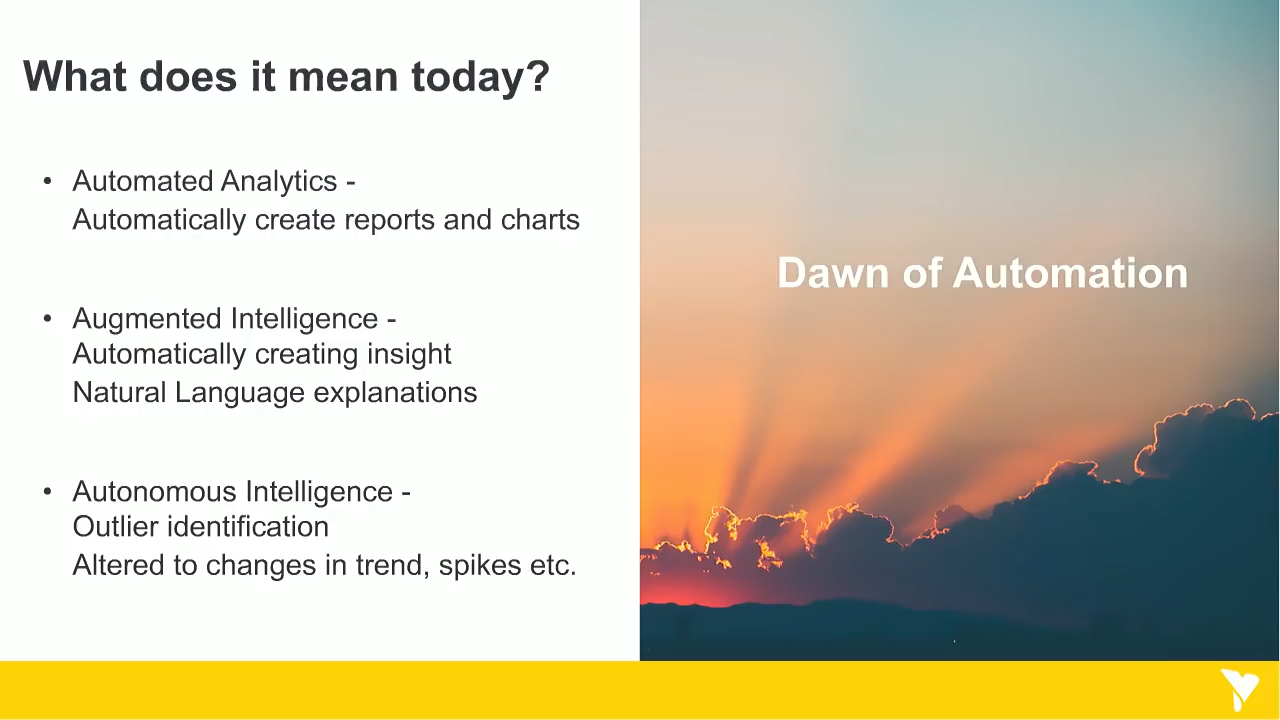 What does it mean today?
• Automated Analytics -
Automatically create reports and charts
• Augmented Intelligence -
Automatically creating insight
Natural Language explanations
• Autonomous Intelligence -
Outlier identification
Altered to changes in trend, spikes etc.
Dawn of Automation